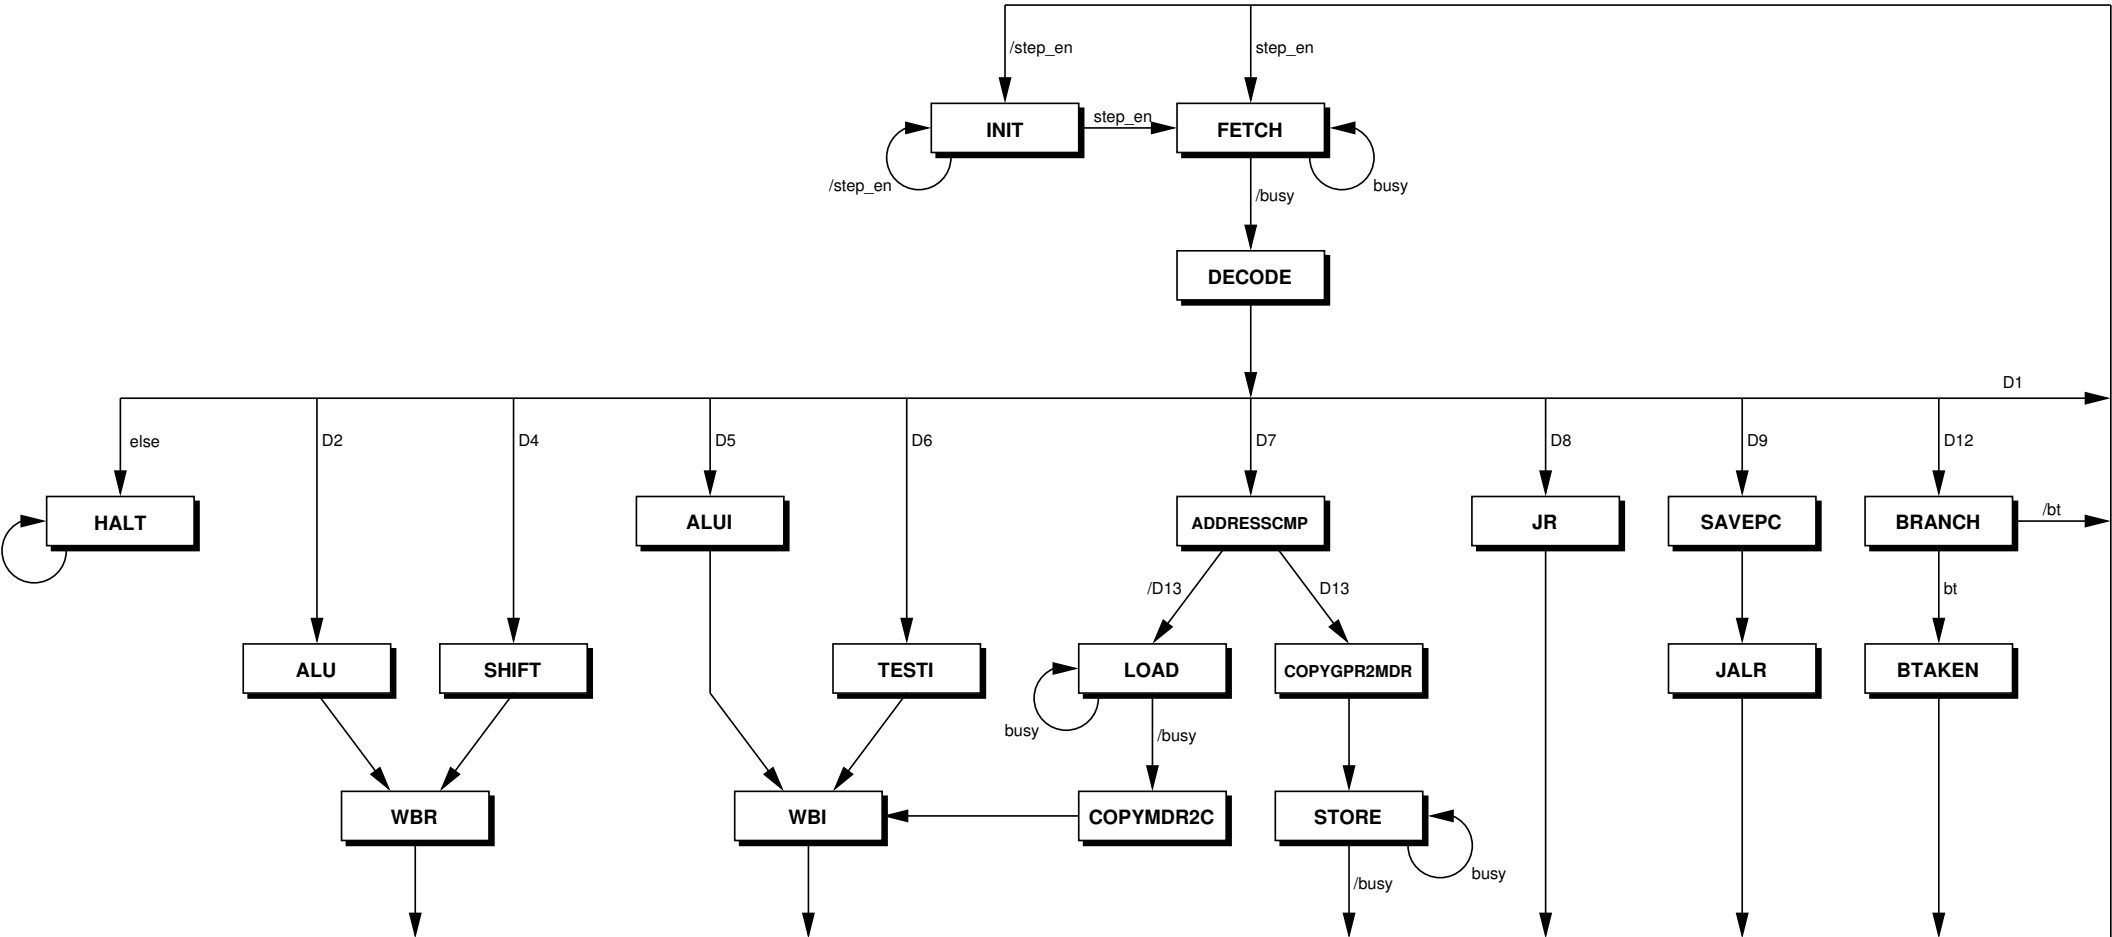 /step_en
step_en
INIT
step_en
FETCH
/step_en
busy
/busy
DECODE
D1
else
D2
D4
D5
D6
D7
D8
D9
D12
HALT
ALUI
ADDRESSCMP
JR
SAVEPC
BRANCH
/bt
/D13
D13
bt
ALU
SHIFT
TESTI
LOAD
COPYGPR2MDR
JALR
BTAKEN
busy
/busy
WBR
WBI
COPYMDR2C
STORE
busy
/busy